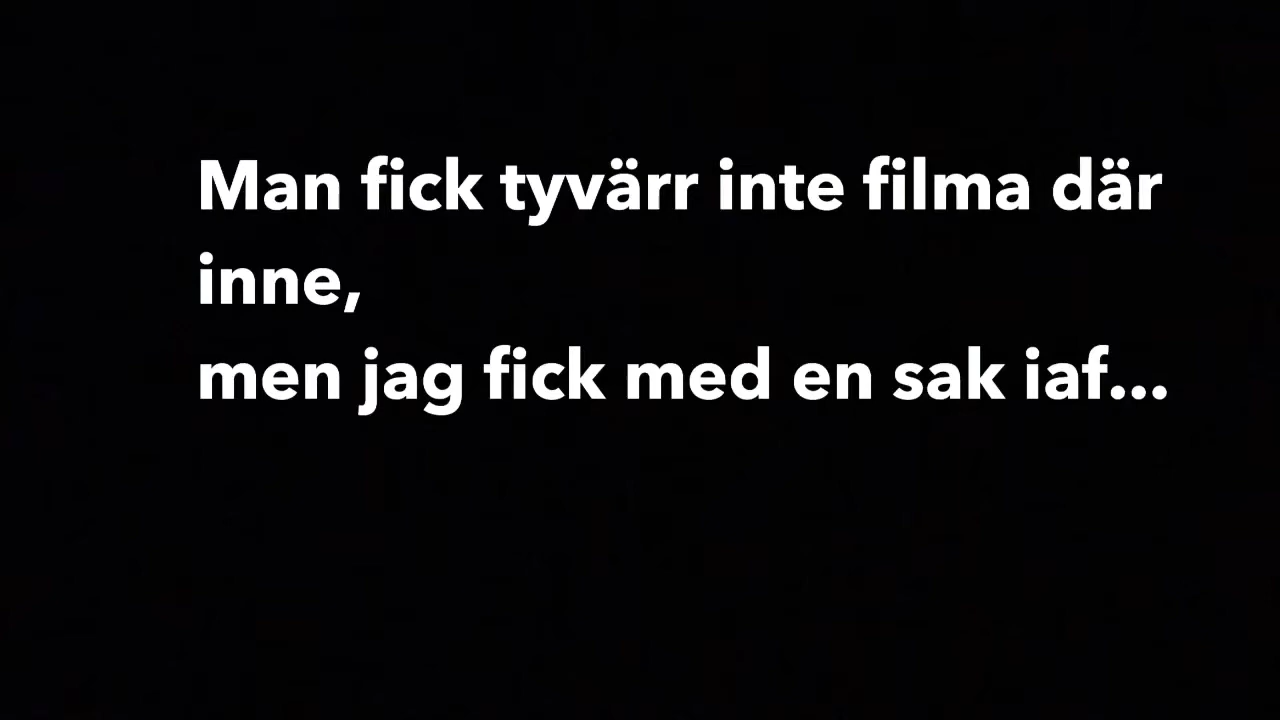 Man fick tyvärr inte filma där
inne,
men jag fick med en sak iaf...